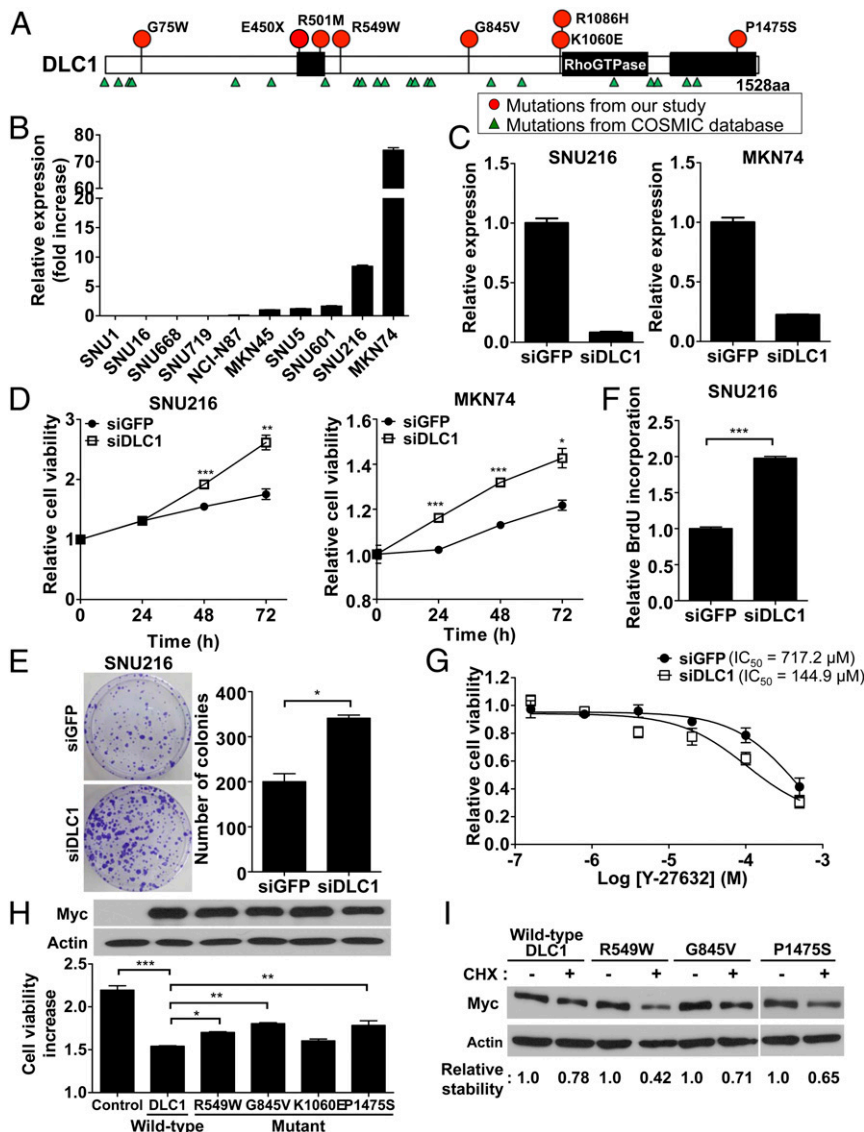 A
G75W
E450X
R501M
R549W
G845V
R1086H
K1060E
P1475S
DLC1
RhoGTPase
1528aa
Mutations from our study
Mutations from COSMIC database
B
Relative expression
(fold increase)
80
70
60
20
15
10
5
0
SNU1
SNU16
SNU668
SNU719
NCI-N87
MKN45
SNU5
SNU601
SNU216
MKN74
C
SNU216
Relative expression
1.5
1.0
0.5
0.0
siGFP
siDLC1
MKN74
Relative expression
1.5
1.0
0.5
0.0
siGFP
siDLC1
D
SNU216
siGFP
siDLC1
Relative cell viability
3
2
1
0
***
**
0
24
48
72
Time (h)
MKN74
siGFP
siDLC1
Relative cell viability
1.6
1.4
1.2
1.0
0.8
***
***
*
0
24
48
72
Time (h)
F
SNU216
Relative BrdU incorporation
2.5
2.0
1.5
1.0
0.5
0.0
***
siGFP
siDLC1
E
SNU216
siGFP
siDLC1
Number of colonies
400
300
200
100
0
*
siGFP
siDLC1
G
siGFP (IC50 = 717.2 µM)
siDLC1 (IC50 = 144.9 µM)
Relative cell viability
1.2
1.0
0.8
0.6
0.4
0.2
0.0
-7
-6
-5
-4
-3
Log [Y-27632] (M)
H
Myc
Actin
Cell viability
increase
2.5
2.0
1.5
1.0
***
*
**
**
Control
DLC1
R549W
G845V
K1060E
P1475S
Wild-type
Mutant
I
Wild-type
DLC1
R549W
G845V
P1475S
CHX : - + - + - + - +
Myc
Actin
Relative
stability : 1.0 0.78 1.0 0.42 1.0 0.71 1.0 0.65